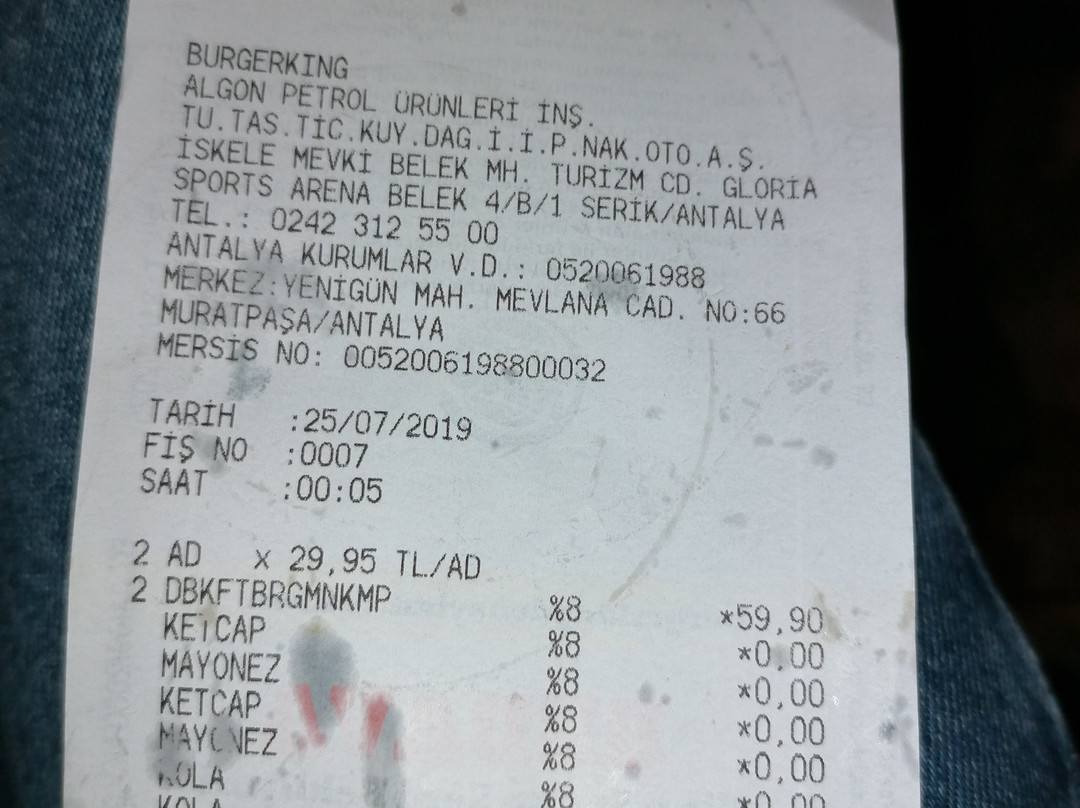 BURGERKING
ALGON PETROL ÜRÜNLERİ İNŞ.
TU.TAS.TİC.KUY.DAG.İ.İ.P.NAK.OTO.A.Ş.
İSKELE MEVKİ BELEK MH. TURİZM CD. GLORİA
SPORTS ARENA BELEK 4/B/1 SERİK/ANTALYA
TEL.: 0242 312 55 00
ANTALYA KURUMLAR V.D.: 0520061988
MERKEZ:YENİGÜN MAH. MEVLANA CAD. NO:66
MURATPAŞA/ANTALYA
MERSİS NO: 0052006198800032
TARİH :25/07/2019
FİŞ NO :0007
SAAT :00:05
2 AD x 29,95 TL/AD
2 DBKFTBRGMNKMP %8 *59,90
KETCAP %8 *0,00
MAYONEZ %8 *0,00
KETCAP %8 *0,00
MAYONEZ %8 *0,00
KOLA %8 *0,00
KOLA